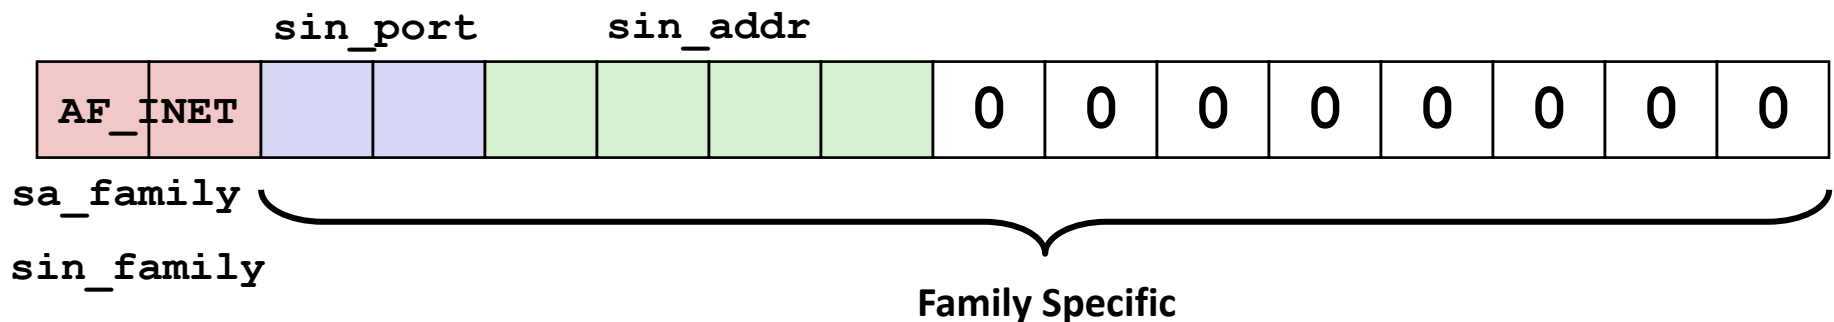 sin_port sin_addr
AF_INET 0 0 0 0 0 0 0 0
sa_family
sin_family
Family Specific